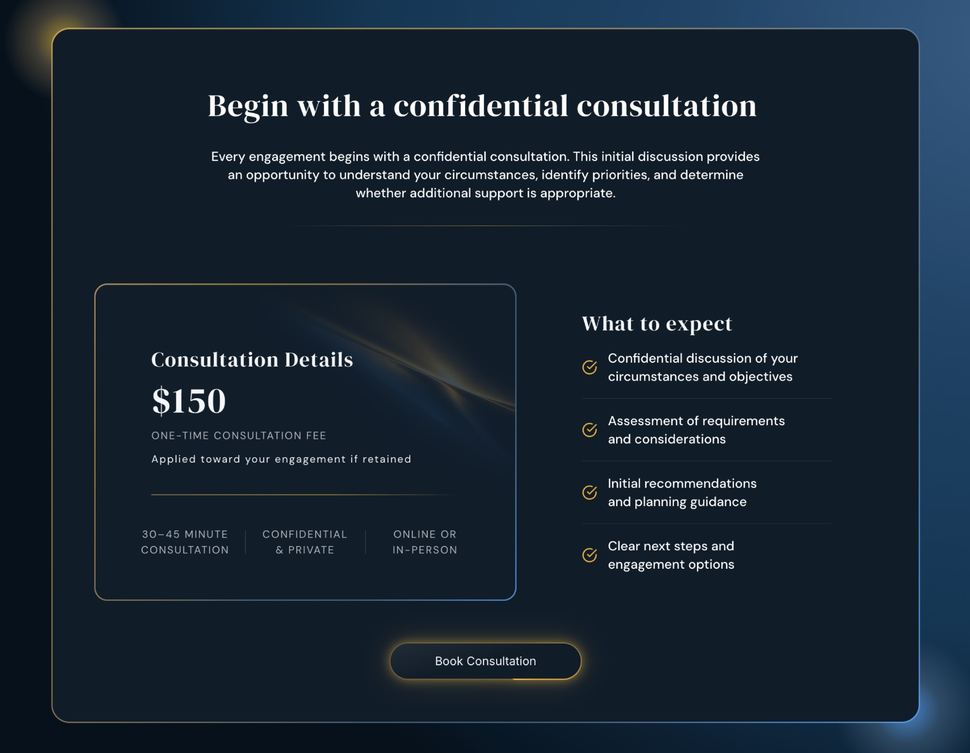 Begin with a confidential consultation
Every engagement begins with a confidential consultation. This initial discussion provides
an opportunity to understand your circumstances, identify priorities, and determine
whether additional support is appropriate.
Consultation Details
$150
ONE-TIME CONSULTATION FEE
Applied toward your engagement if retained
30–45 MINUTE
CONSULTATION
CONFIDENTIAL
& PRIVATE
ONLINE OR
IN-PERSON
What to expect
Confidential discussion of your
circumstances and objectives
Assessment of requirements
and considerations
Initial recommendations
and planning guidance
Clear next steps and
engagement options
Book Consultation